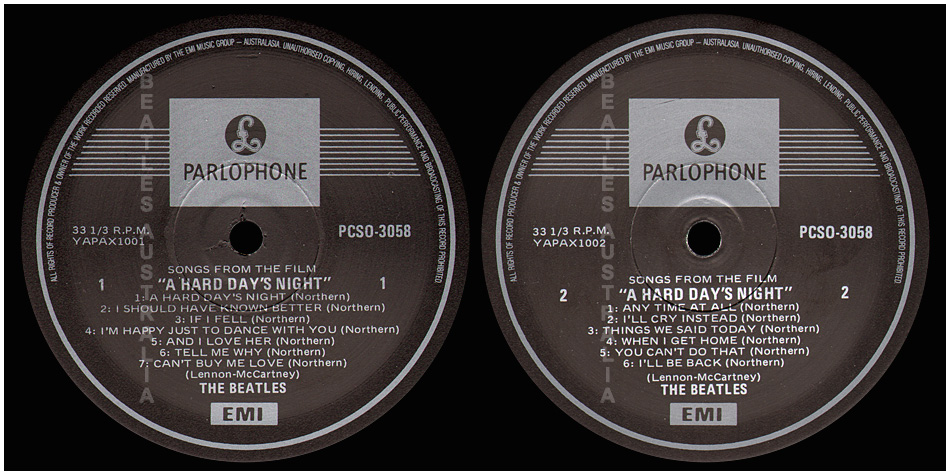 ALL RIGHTS OF RECORD PRODUCER & OWNER OF THE WORK RECORDED RESERVED. MANUFACTURED BY THE EMI MUSIC GROUP – AUSTRALASIA. UNAUTHORISED COPYING, HIRING, LENDING, PUBLIC PERFORMANCE AND BROADCASTING OF THIS RECORD PROHIBITED
BEATLES AUSTRALIA
£
PARLOPHONE
33 1/3 R.P.M.
YAPAX1001
PCSO-3058
SONGS FROM THE FILM
1 "A HARD DAY'S NIGHT" 1
1: A HARD DAY'S NIGHT (Northern)
2: I SHOULD HAVE KNOWN BETTER (Northern)
3: IF I FELL (Northern)
4: I'M HAPPY JUST TO DANCE WITH YOU (Northern)
5: AND I LOVE HER (Northern)
6: TELL ME WHY (Northern)
7: CAN'T BUY ME LOVE (Northern)
(Lennon-McCartney)
THE BEATLES
EMI
ALL RIGHTS OF RECORD PRODUCER & OWNER OF THE WORK RECORDED RESERVED. MANUFACTURED BY THE EMI MUSIC GROUP – AUSTRALASIA. UNAUTHORISED COPYING, HIRING, LENDING, PUBLIC PERFORMANCE AND BROADCASTING OF THIS RECORD PROHIBITED
BEATLES AUSTRALIA
£
PARLOPHONE
33 1/3 R.P.M.
YAPAX1002
PCSO-3058
SONGS FROM THE FILM
2 "A HARD DAY'S NIGHT" 2
1: ANY TIME AT ALL (Northern)
2: I'LL CRY INSTEAD (Northern)
3: THINGS WE SAID TODAY (Northern)
4: WHEN I GET HOME (Northern)
5: YOU CAN'T DO THAT (Northern)
6: I'LL BE BACK (Northern)
(Lennon-McCartney)
THE BEATLES
EMI